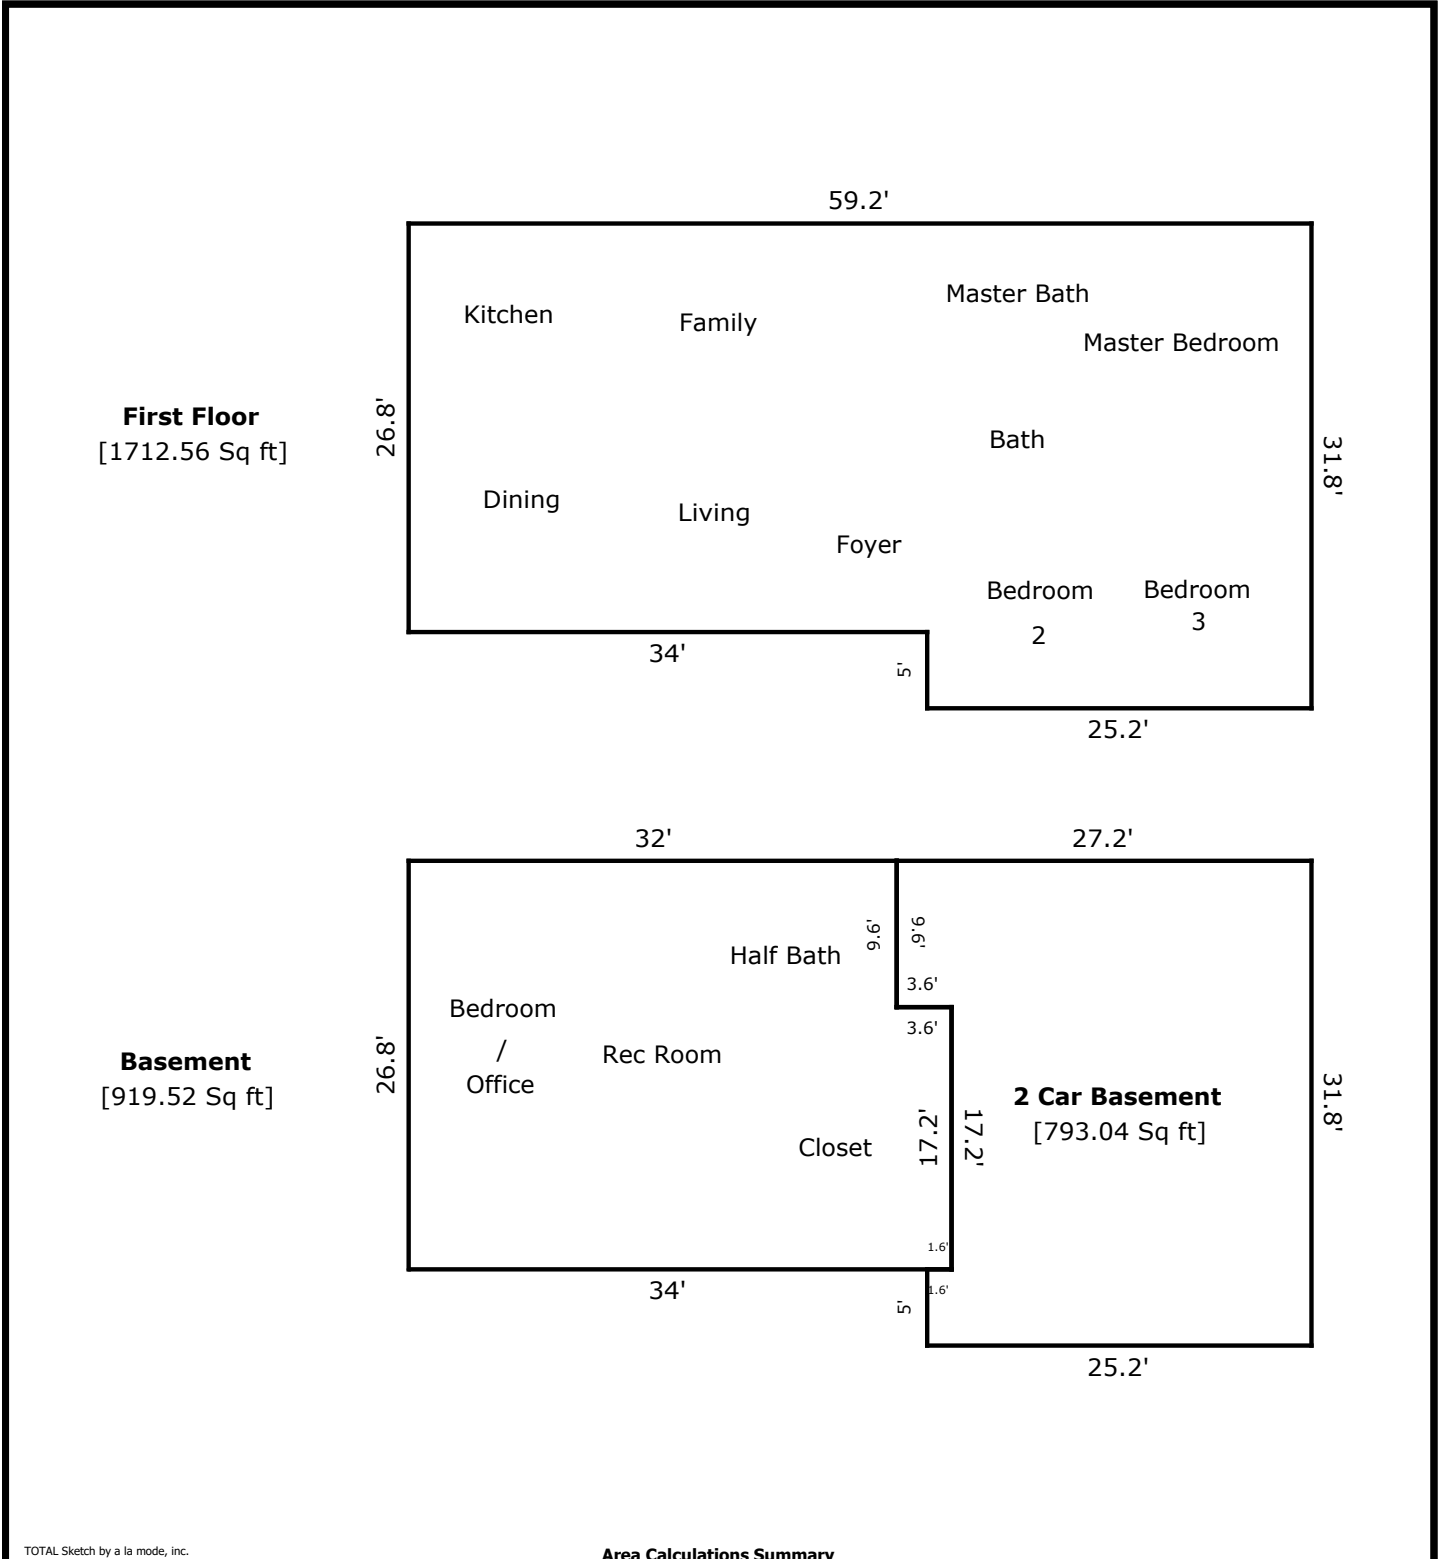 59.2'
Kitchen
Family
Master Bath
Master Bedroom
First Floor
[1712.56 Sq ft]
26.8'
Bath
31.8'
Dining
Living
Foyer
Bedroom
2
Bedroom
3
34'
5'
25.2'
32'
27.2'
9.6'
9.6'
Half Bath
3.6'
Bedroom
/
Office
Rec Room
3.6'
Basement
[919.52 Sq ft]
26.8'
2 Car Basement
[793.04 Sq ft]
31.8'
Closet
17.2'
17.2'
1.6'
34'
1.6'
5'
25.2'
TOTAL Sketch by a la mode, inc.
Area Calculations Summary